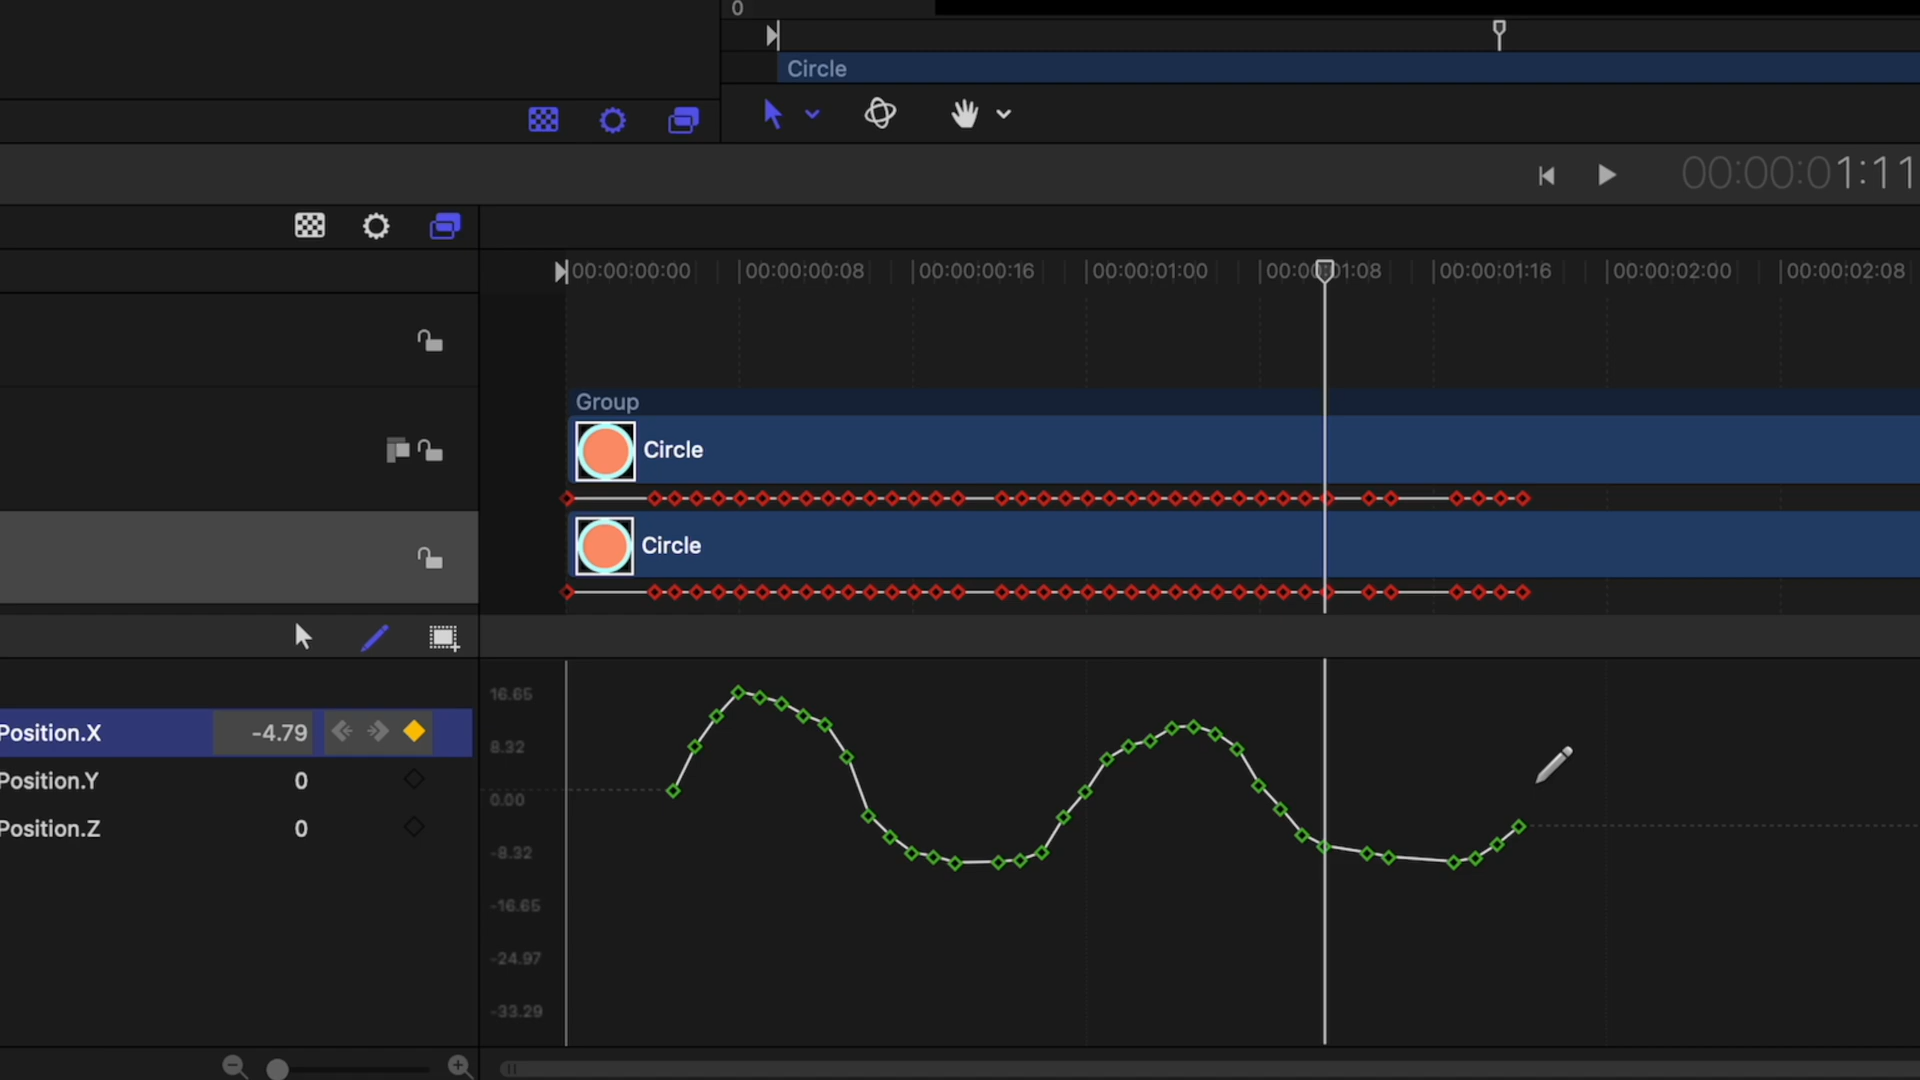 0
Circle
00:00:01:11
00:00:00:00
00:00:00:08
00:00:00:16
00:00:01:00
00:00:01:08
00:00:01:16
00:00:02:00
00:00:02:08
Group
Circle
Circle
16.65
Position.X
-4.79
8.32
Position.Y
0
0.00
Position.Z
0
-8.32
-16.65
-24.97
-33.29